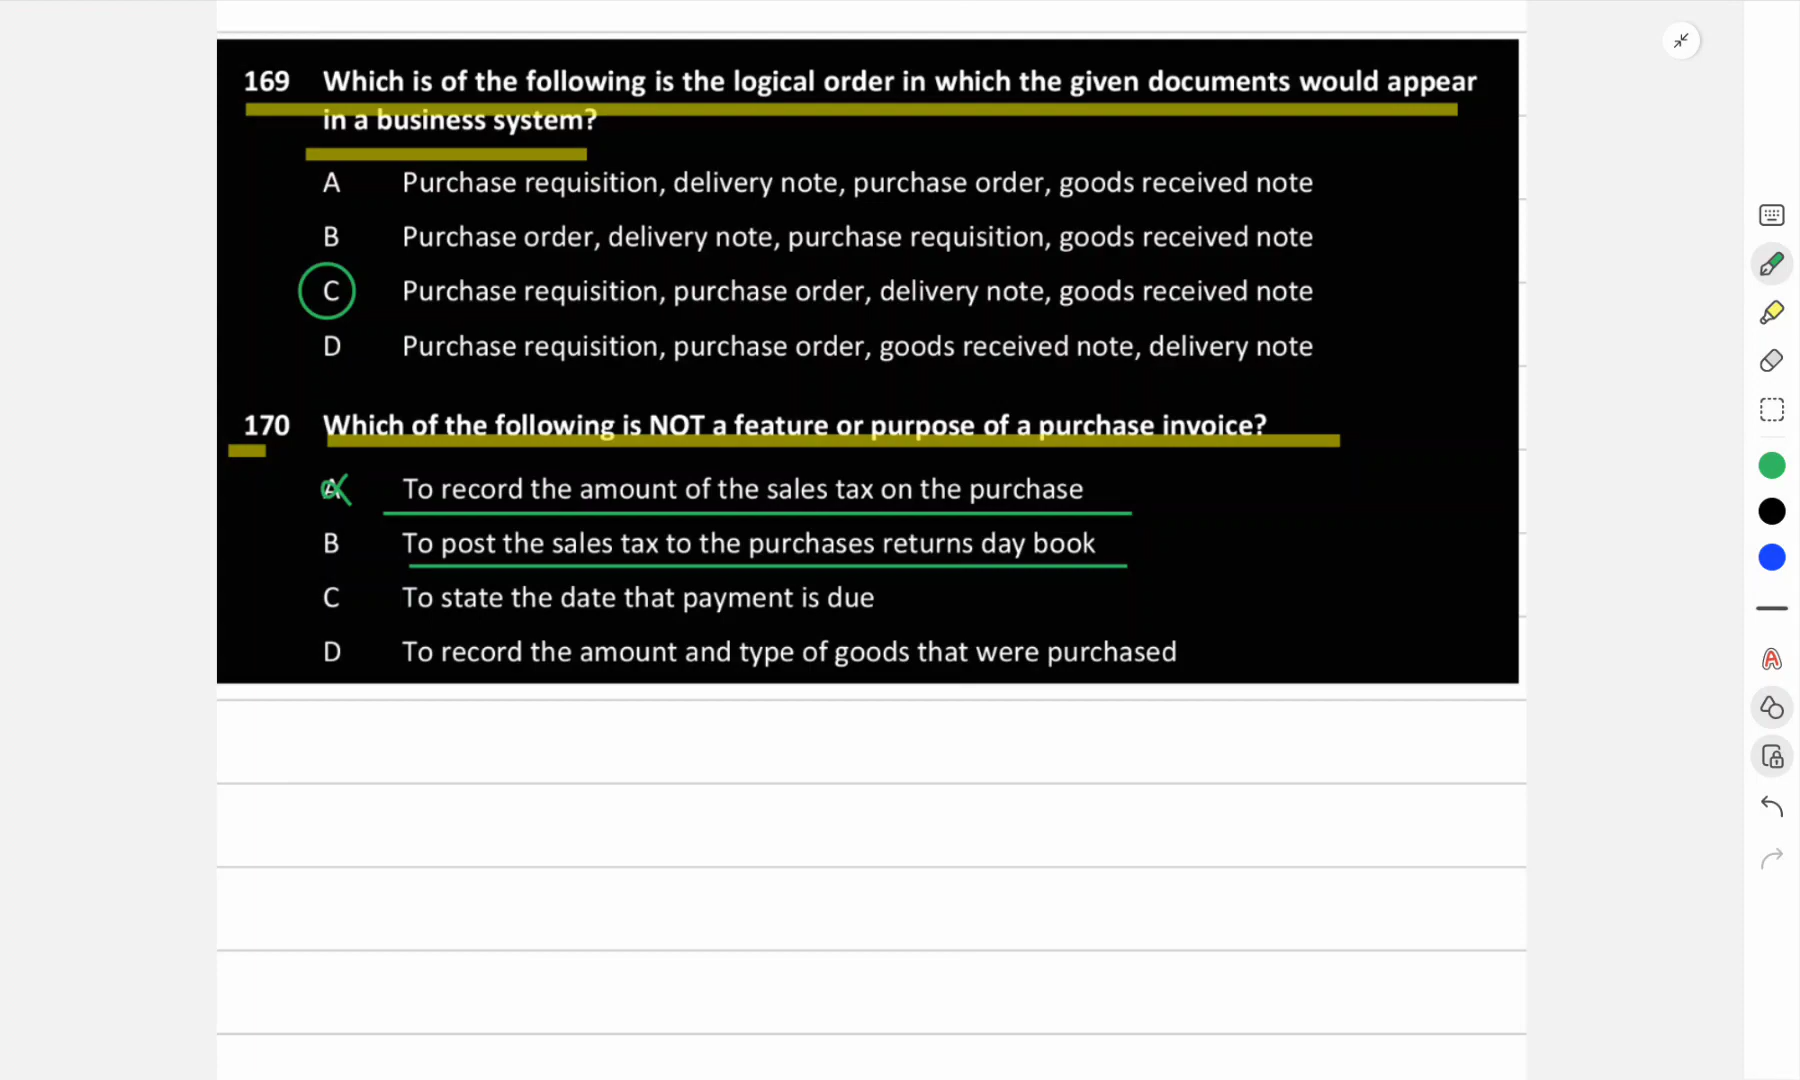 169 Which is of the following is the logical order in which the given documents would appear
in a business system?
A Purchase requisition, delivery note, purchase order, goods received note
B Purchase order, delivery note, purchase requisition, goods received note
C Purchase requisition, purchase order, delivery note, goods received note
D Purchase requisition, purchase order, goods received note, delivery note
170 Which of the following is NOT a feature or purpose of a purchase invoice?
A To record the amount of the sales tax on the purchase
B To post the sales tax to the purchases returns day book
C To state the date that payment is due
D To record the amount and type of goods that were purchased
A